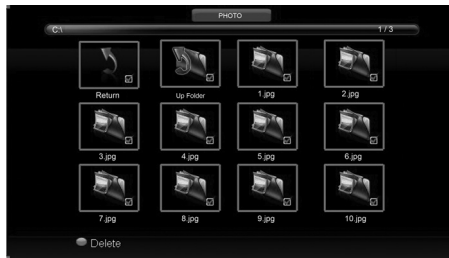 PHOTO
C:\ 1 / 3
Return Up Folder 1.jpg 2.jpg
3.jpg 4.jpg 5.jpg 6.jpg
7.jpg 8.jpg 9.jpg 10.jpg
Delete